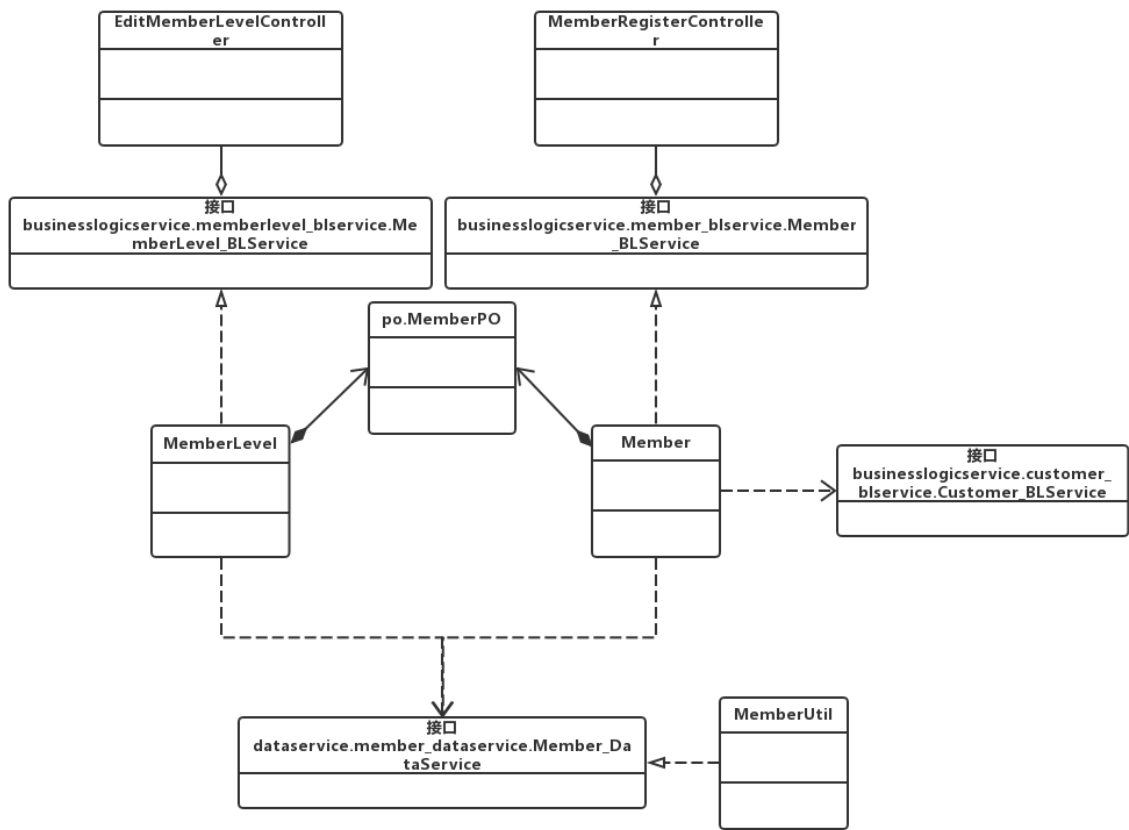 EditMemberLevelControll
er
MemberRegisterControlle
r
接口
businesslogicservice.memberlevel_blservice.Me
mberLevel_BLService
接口
businesslogicservice.member_blservice.Member
_BLService
po.MemberPO
MemberLevel
Member
接口
businesslogicservice.customer_
blservice.Customer_BLService
接口
dataservice.member_dataservice.Member_Da
taService
MemberUtil